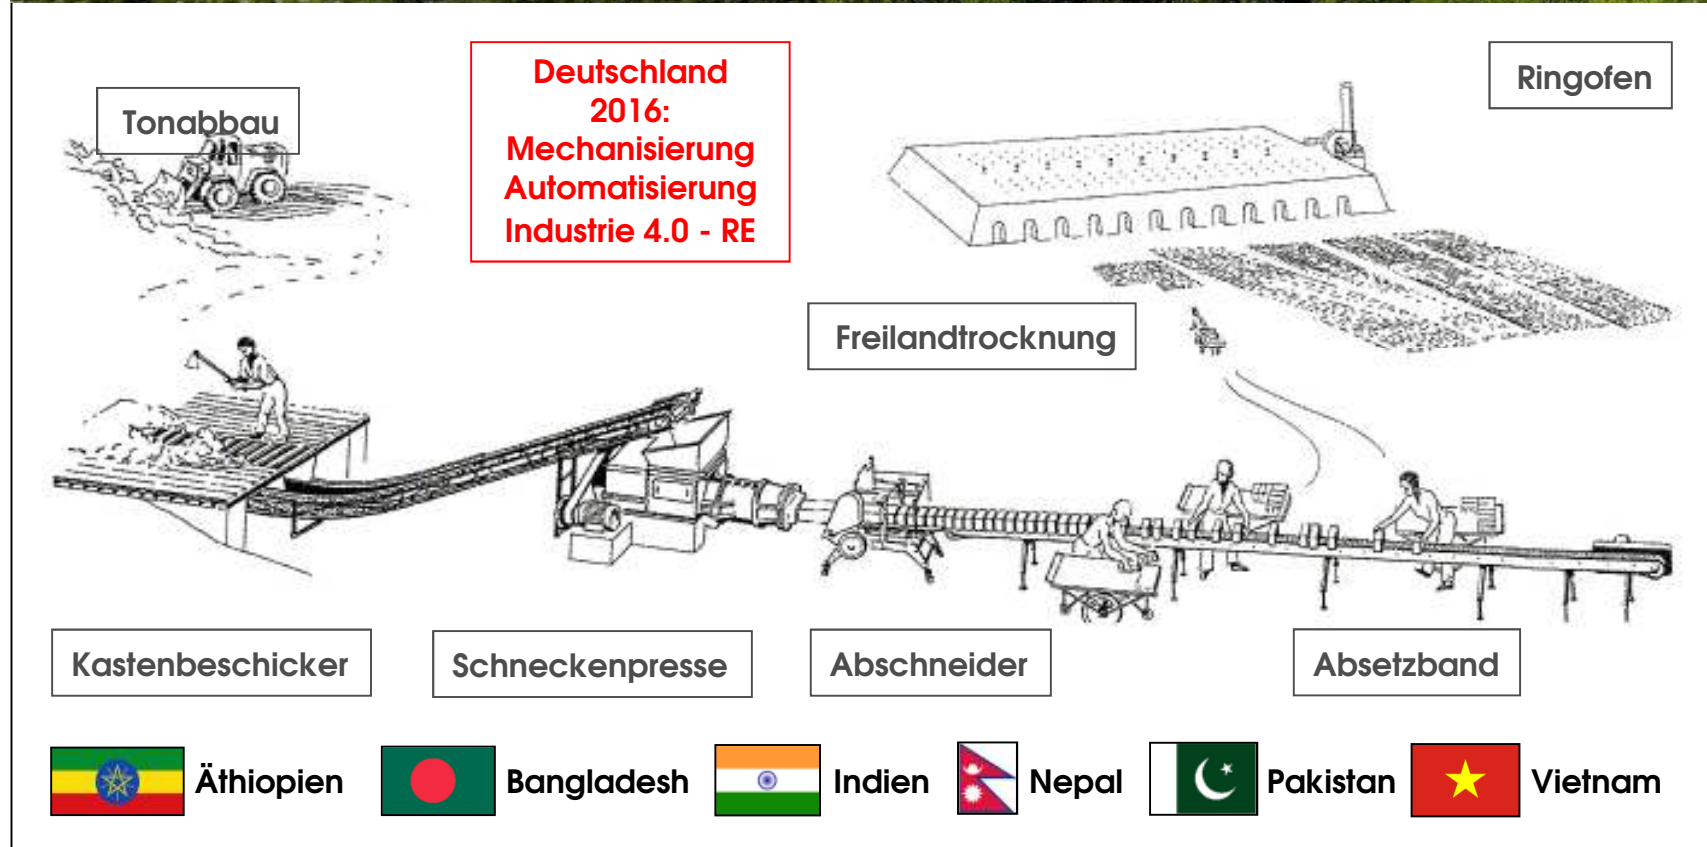 Tonabbau
Deutschland
2016:
Mechanisierung
Automatisierung
Industrie 4.0 - RE
Ringofen
Freilandtrocknung
Kastenbeschicker
Schneckenpresse
Abschneider
Absetzband
Äthiopien
Bangladesh
Indien
Nepal
Pakistan
Vietnam